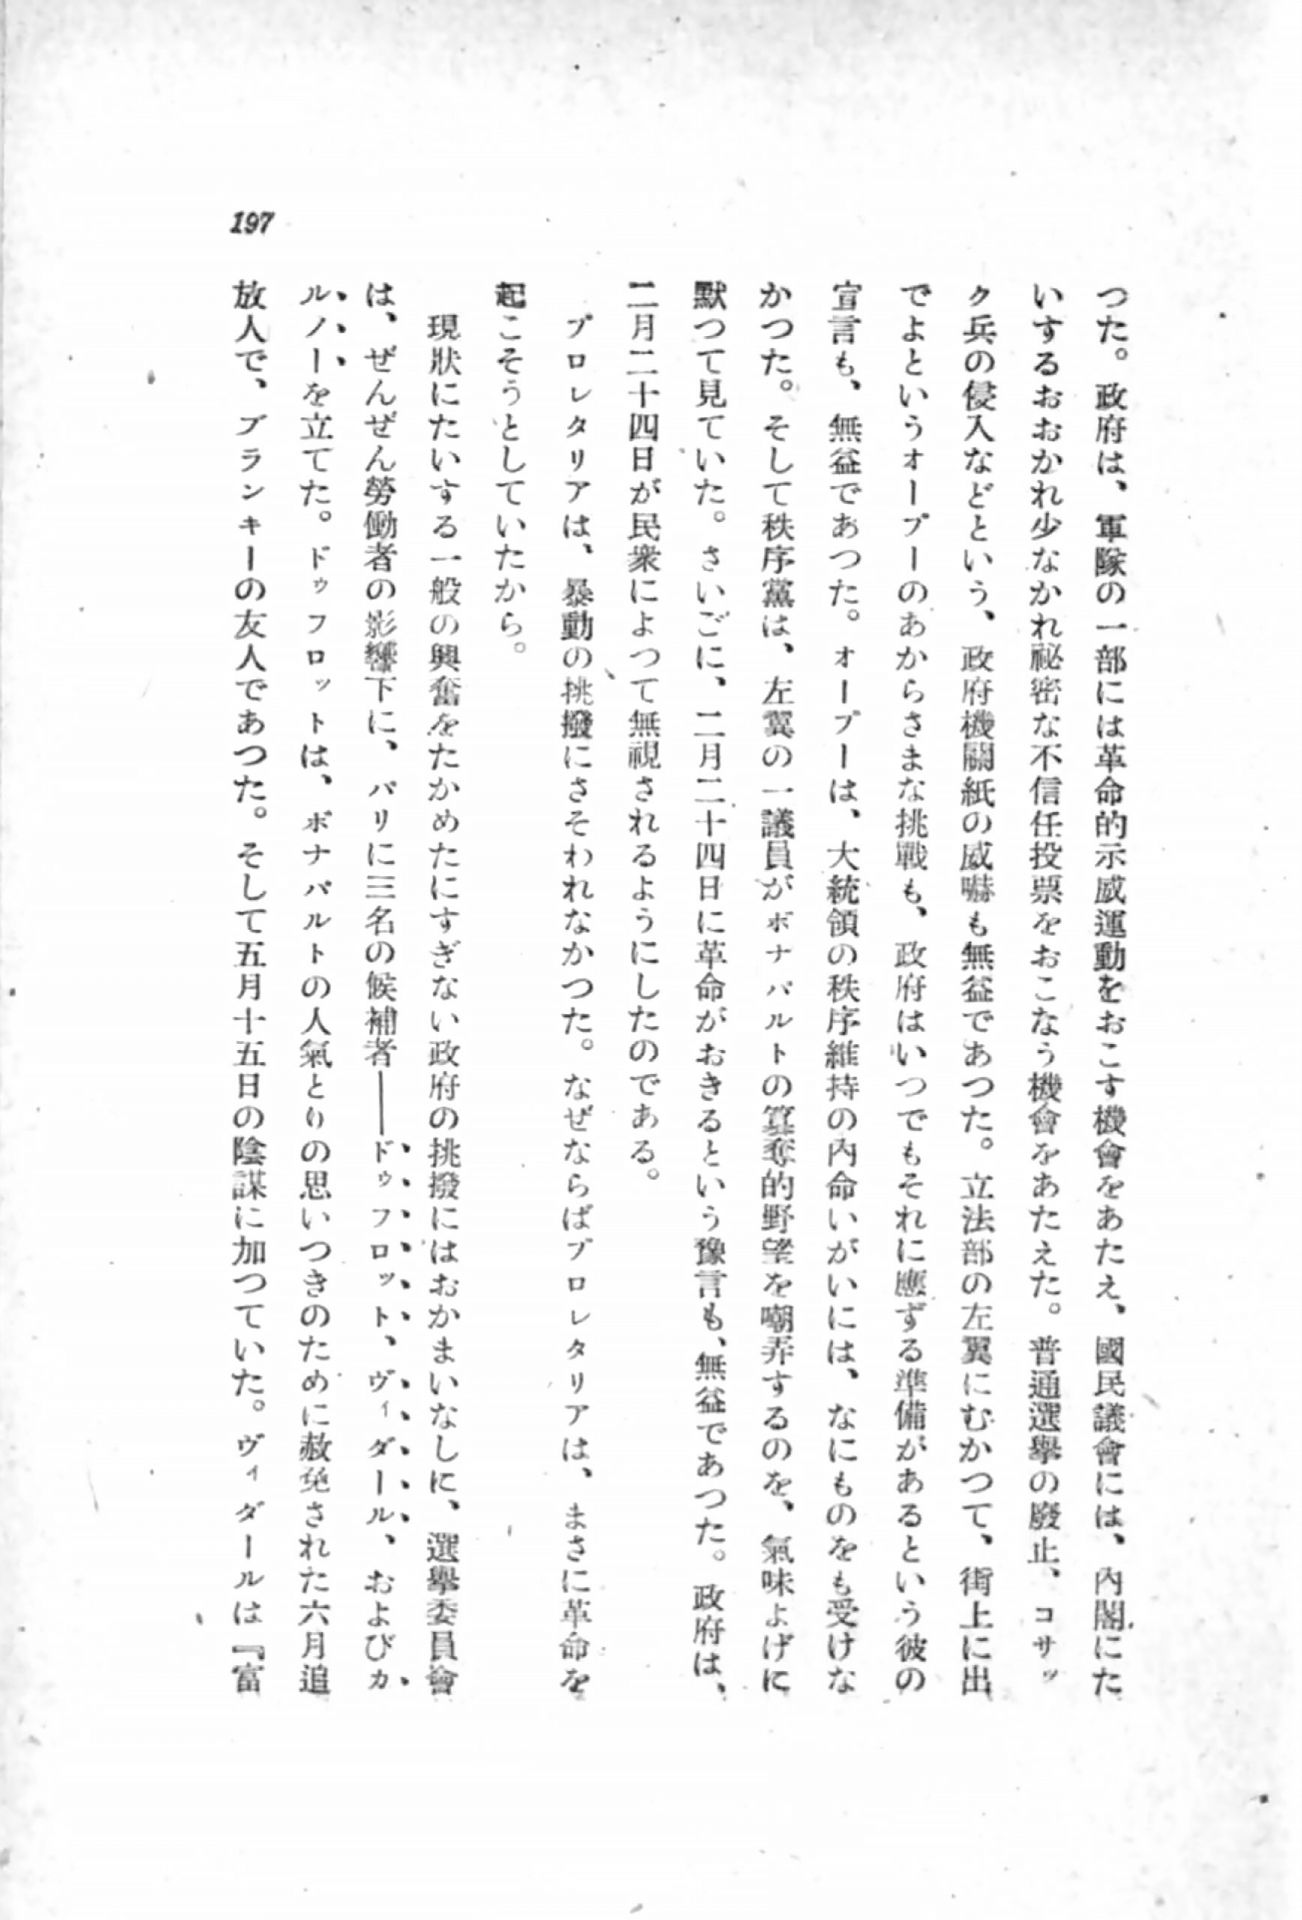 つた。政府は、軍隊の一部には革命的示威運動をおこす機會をあたえ、國民議會には、內閣にた
いするおおかれ少なかれ祕密な不信任投票をおこなう機會をあたえた。普通選擧の廢止、コサッ
ク兵の侵入などという、政府機關紙の威嚇も無益であつた。立法部の左翼にむかつて、街上に出
でよというオープーのあからさまな挑戰も、政府はいつでもそれに應ずる準備があるという彼の
宣言も、無益であつた。オープーは、大統領の秩序維持の內命いがいには、なにものをも受けな
かつた。そして秩序黨は、左翼の一議員がボナパルトの簒奪的野望を嘲弄するのを、氣味よげに
默つて見ていた。さいごに、二月二十四日に革命がおきるという豫言も、無益であつた。政府は、
二月二十四日が民衆によつて無視されるようにしたのである。
プロレタリアは、暴動の挑撥にさそわれなかつた。なぜならばプロレタリアは、まさに革命を
起こそうとしていたから。
現狀にたいする一般の興奮をたかめたにすぎない政府の挑撥にはおかまいなしに、選擧委員會
は、ぜんぜん勞働者の影響下に、パリに三名の候補者――ドゥフロット、ヴィダール、およびカ
ルノーを立てた。ドゥフロットは、ボナパルトの人氣とりの思いつきのために赦免された六月追
放人で、ブランキーの友人であつた。そして五月十五日の陰謀に加つていた。ヴィダールは『富
197